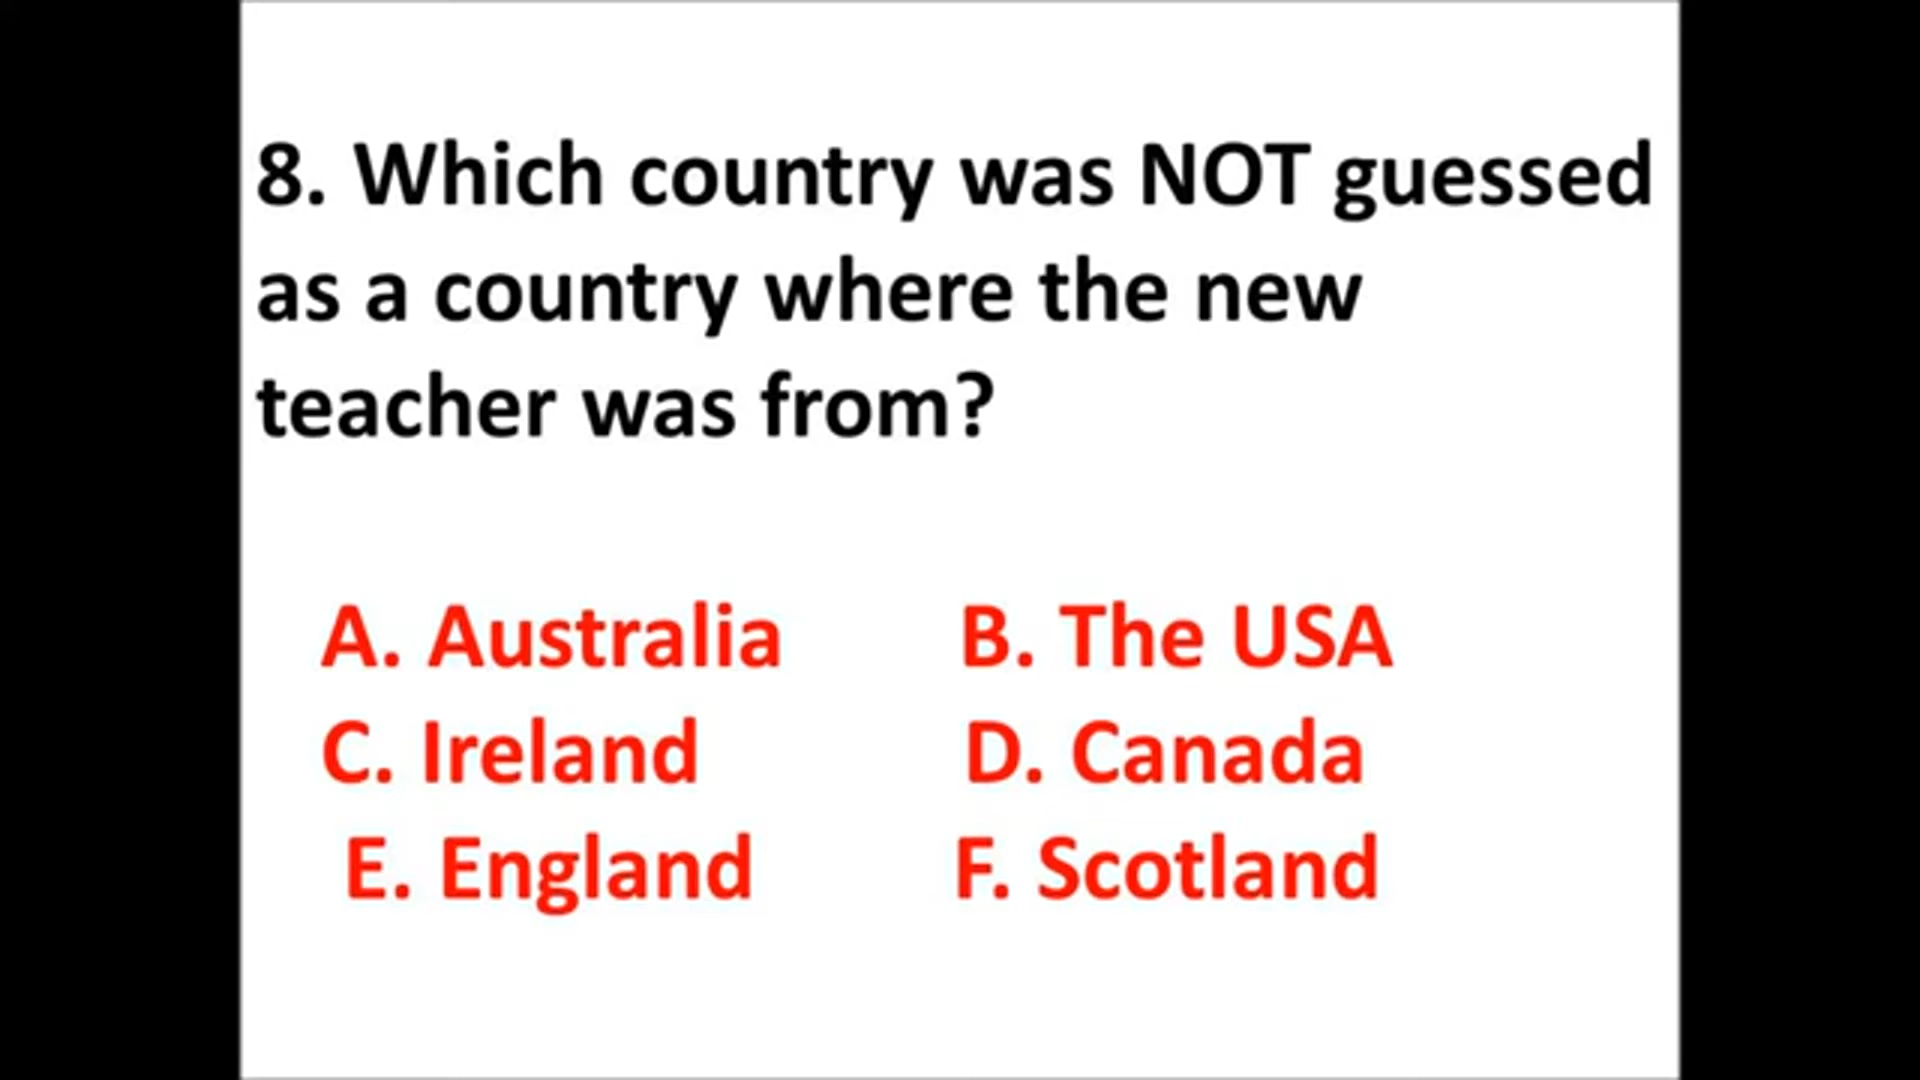 8. Which country was NOT guessed
as a country where the new
teacher was from?
A. Australia B. The USA
C. Ireland D. Canada
E. England F. Scotland